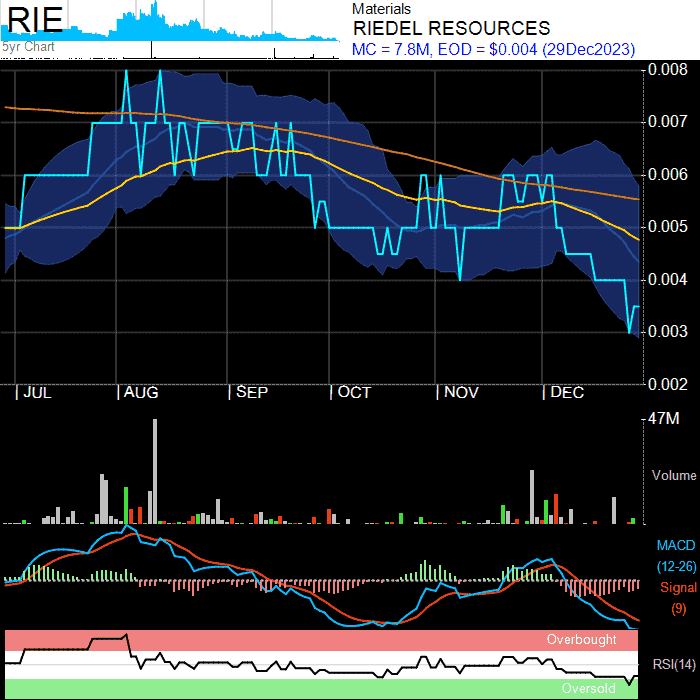 RIE
5yr Chart
Materials
RIEDEL RESOURCES
MC = 7.8M, EOD = $0.004 (29Dec2023)
0.008
0.007
0.006
0.005
0.004
0.003
0.002
JUL AUG SEP OCT NOV DEC
47M
Volume
MACD
(12-26)
Signal
(9)
Overbought
RSI(14)
Oversold